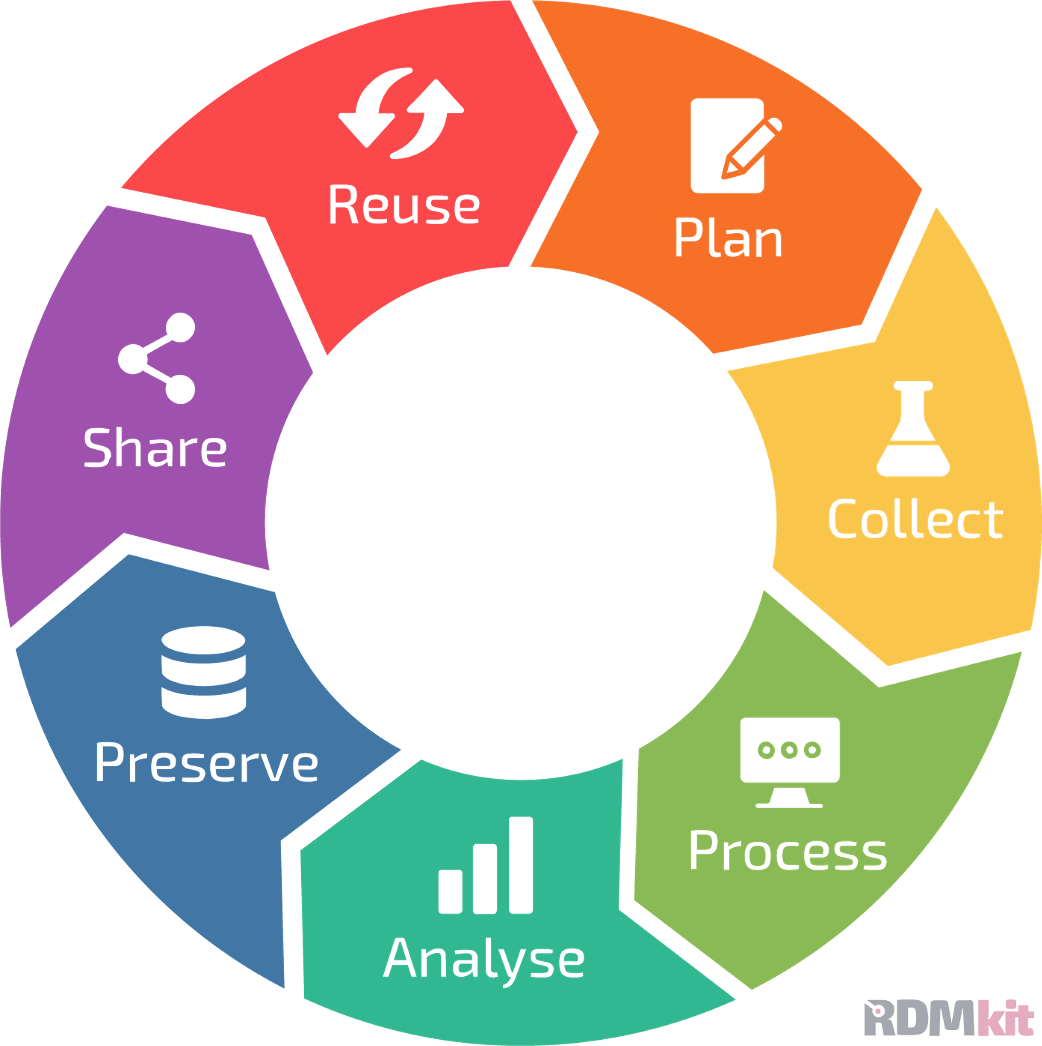 Plan
Collect
Process
Analyse
Preserve
Share
Reuse
RDMkit